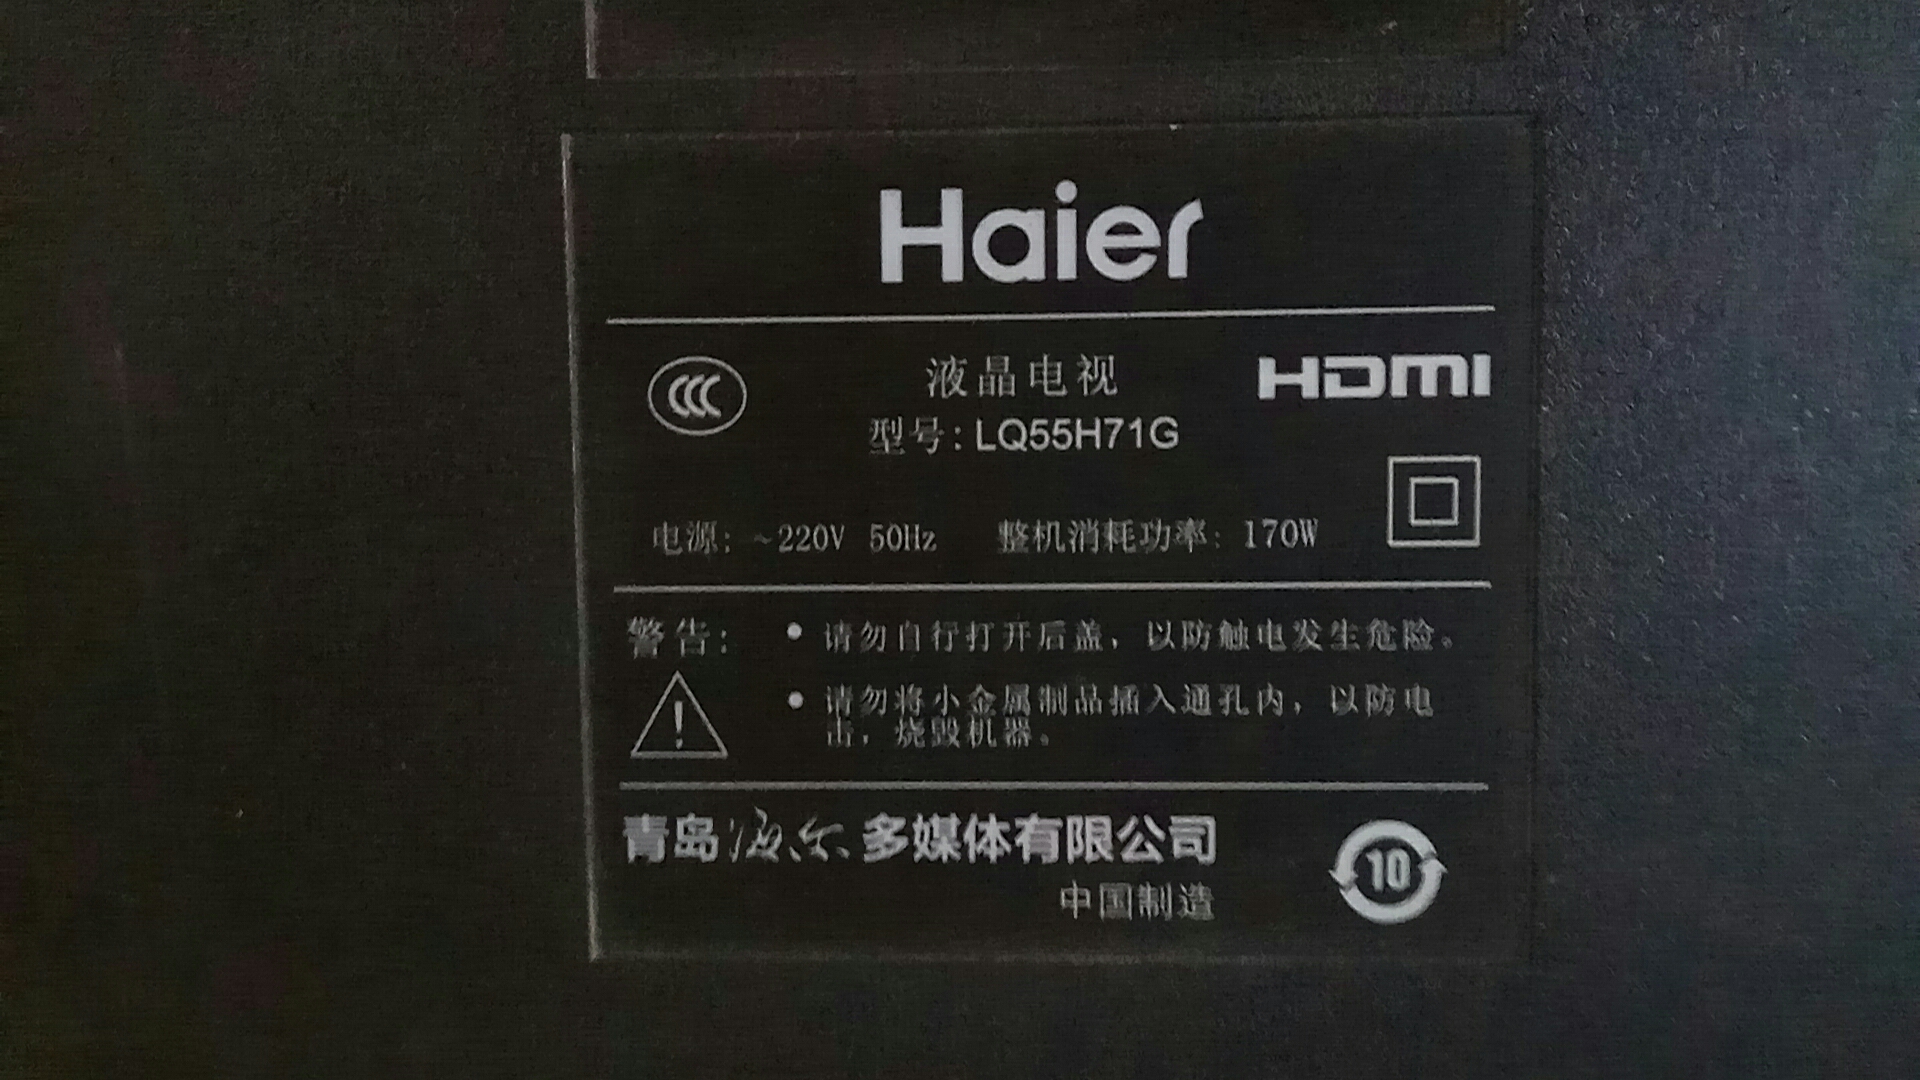 Haier
液晶电视
HDMI
型号: LQ55H71G
电源: ~220V 50Hz 整机消耗功率: 170W
警告: • 请勿自行打开后盖，以防触电发生危险。
• 请勿将小金属制品插入通孔内，以防电
击，烧毁机器。
青岛海尔多媒体有限公司
中国制造
10